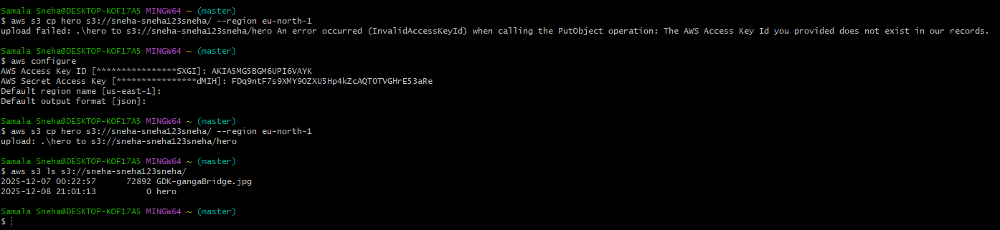 Samala Sneha@DESKTOP-KOF17A5 MINGW64 ~ (master)
$ aws s3 cp hero s3://sneha-sneha123sneha/ --region eu-north-1
upload failed: .\hero to s3://sneha-sneha123sneha/hero An error occurred (InvalidAccessKeyId) when calling the PutObject operation: The AWS Access Key Id you provided does not exist in our records.
Samala Sneha@DESKTOP-KOF17A5 MINGW64 ~ (master)
$ aws configure
AWS Access Key ID [****************SXGI]: AKIA5MG5BGM6UPI6VAYK
AWS Secret Access Key [****************dMIH]: 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
Default region name [us-east-1]:
Default output format [json]:
Samala Sneha@DESKTOP-KOF17A5 MINGW64 ~ (master)
$ aws s3 cp hero s3://sneha-sneha123sneha/ --region eu-north-1
upload: .\hero to s3://sneha-sneha123sneha/hero
Samala Sneha@DESKTOP-KOF17A5 MINGW64 ~ (master)
$ aws s3 ls s3://sneha-sneha123sneha/
2025-12-07 00:22:57      72892 GDK-gangaBridge.jpg
2025-12-08 21:01:13          0 hero
Samala Sneha@DESKTOP-KOF17A5 MINGW64 ~ (master)
$